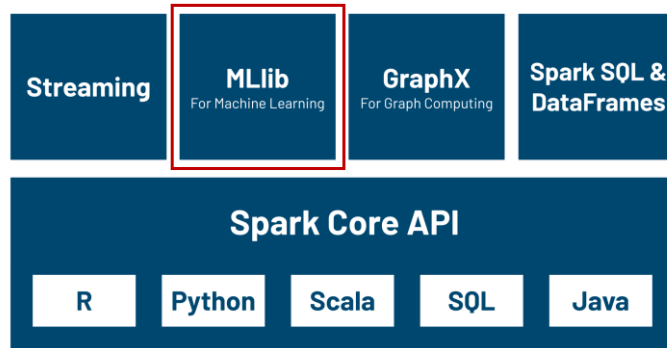 Streaming
MLlib
For Machine Learning
GraphX
For Graph Computing
Spark SQL &
DataFrames
Spark Core API
R
Python
Scala
SQL
Java